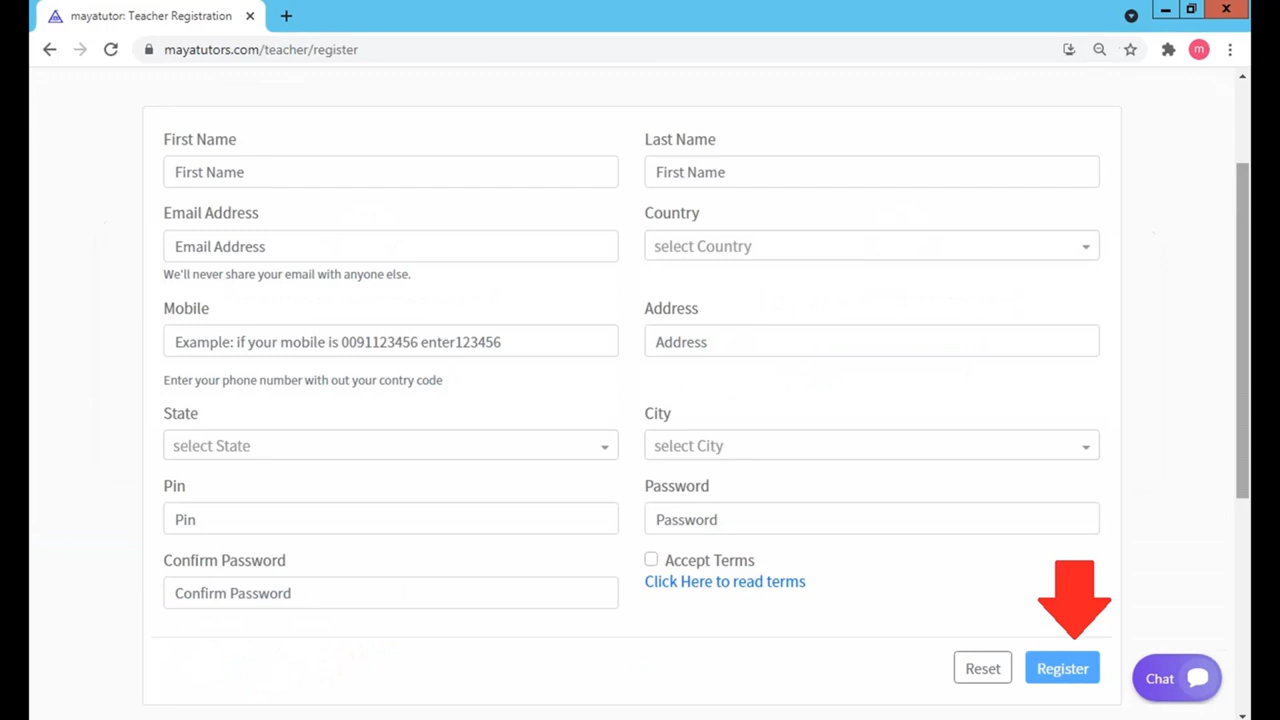 mayatutor: Teacher Registration
mayatutors.com/teacher/register
m
First Name
Last Name
First Name
First Name
Email Address
Country
Email Address
select Country
We'll never share your email with anyone else.
Mobile
Address
Example: if your mobile is 0091123456 enter123456
Address
Enter your phone number with out your contry code
State
City
select State
select City
Pin
Password
Pin
Password
Confirm Password
Accept Terms
Click Here to read terms
Confirm Password
Reset
Register
Chat